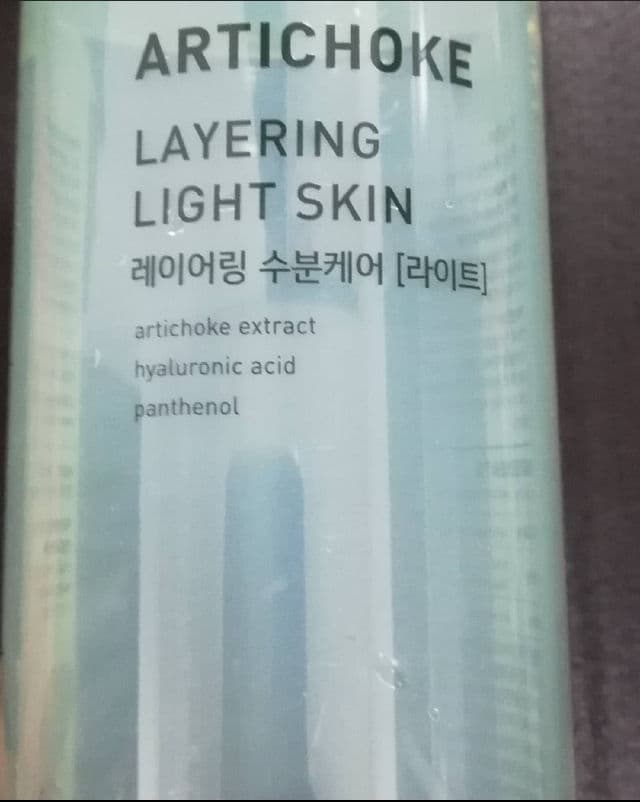 ARTICHOKE
LAYERING
LIGHT SKIN
레이어링 수분케어 [라이트]
artichoke extract
hyaluronic acid
panthenol